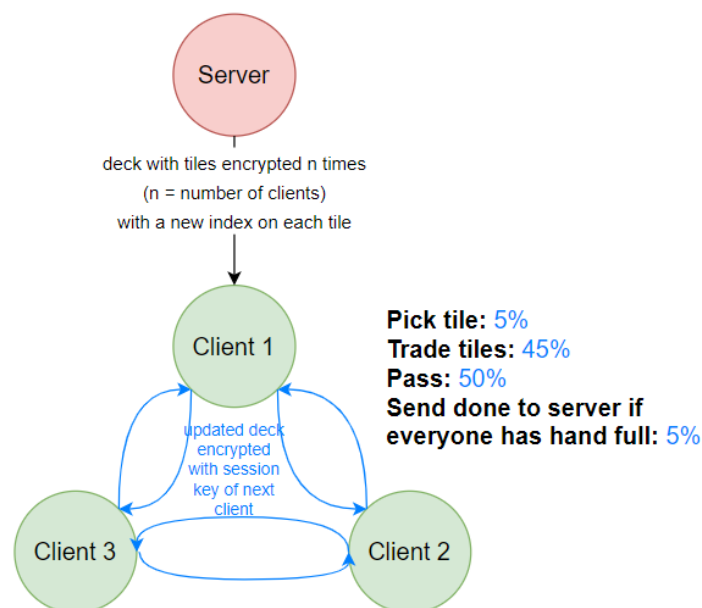 Server
deck with tiles encrypted n times
(n = number of clients)
with a new index on each tile
Client 1
Pick tile: 5%
Trade tiles: 45%
Pass: 50%
Send done to server if
everyone has hand full: 5%
updated deck
encrypted
with session
key of next
client
Client 3
Client 2